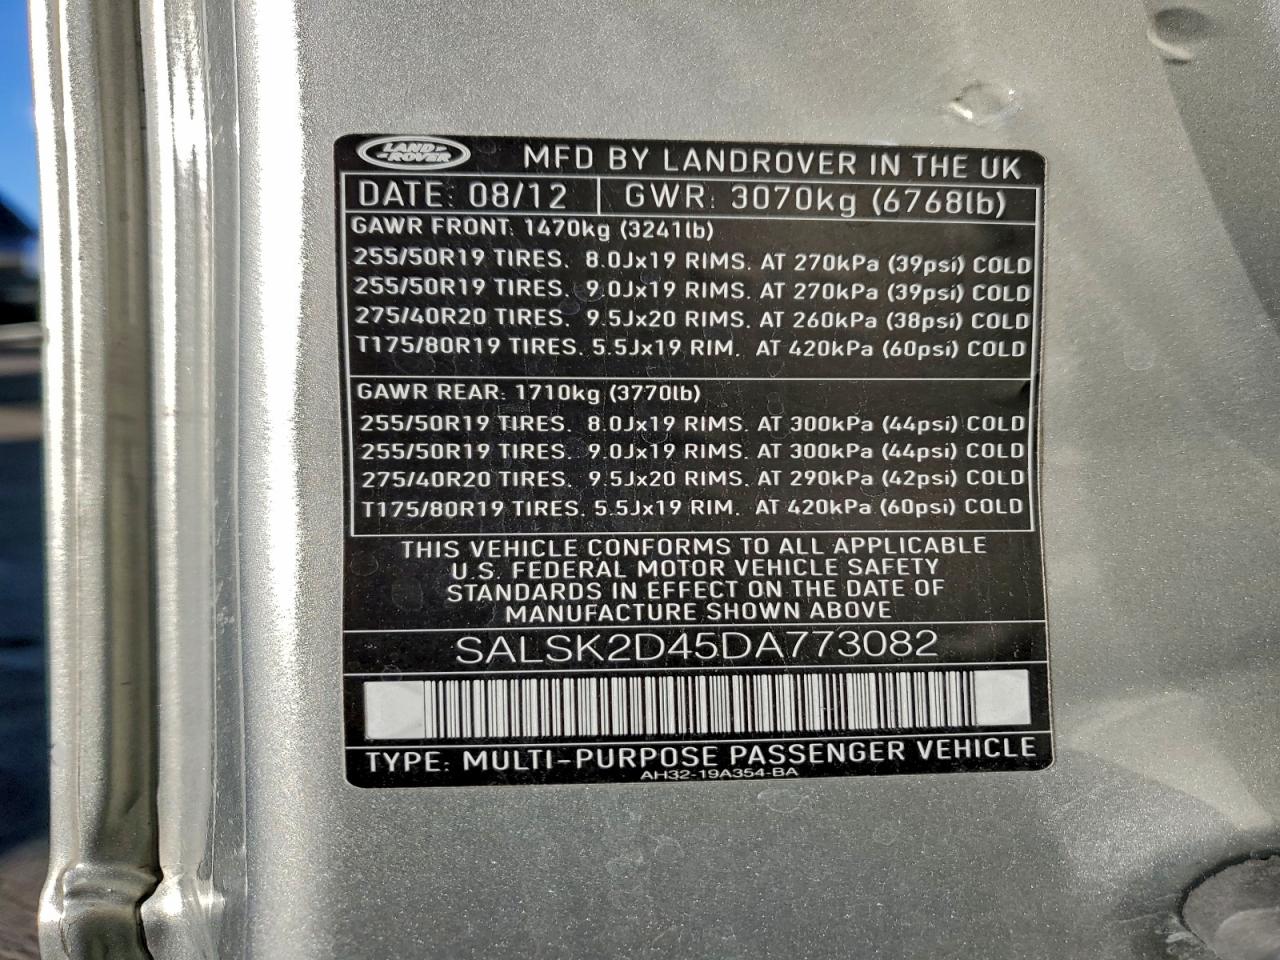 LAND ROVER
MFD BY LANDROVER IN THE UK
DATE: 08/12 GWR: 3070kg (6768lb)
GAWR FRONT: 1470kg (3241lb)
255/50R19 TIRES. 8.0Jx19 RIMS. AT 270kPa (39psi) COLD
255/50R19 TIRES. 9.0Jx19 RIMS. AT 270kPa (39psi) COLD
275/40R20 TIRES. 9.5Jx20 RIMS. AT 260kPa (38psi) COLD
T175/80R19 TIRES. 5.5Jx19 RIM. AT 420kPa (60psi) COLD
GAWR REAR: 1710kg (3770lb)
255/50R19 TIRES. 8.0Jx19 RIMS. AT 300kPa (44psi) COLD
255/50R19 TIRES. 9.0Jx19 RIMS. AT 300kPa (44psi) COLD
275/40R20 TIRES. 9.5Jx20 RIMS. AT 290kPa (42psi) COLD
T175/80R19 TIRES. 5.5Jx19 RIM. AT 420kPa (60psi) COLD
THIS VEHICLE CONFORMS TO ALL APPLICABLE
U.S. FEDERAL MOTOR VEHICLE SAFETY
STANDARDS IN EFFECT ON THE DATE OF
MANUFACTURE SHOWN ABOVE
SALSK2D45DA773082
TYPE: MULTI-PURPOSE PASSENGER VEHICLE
AH32-19A354-BA